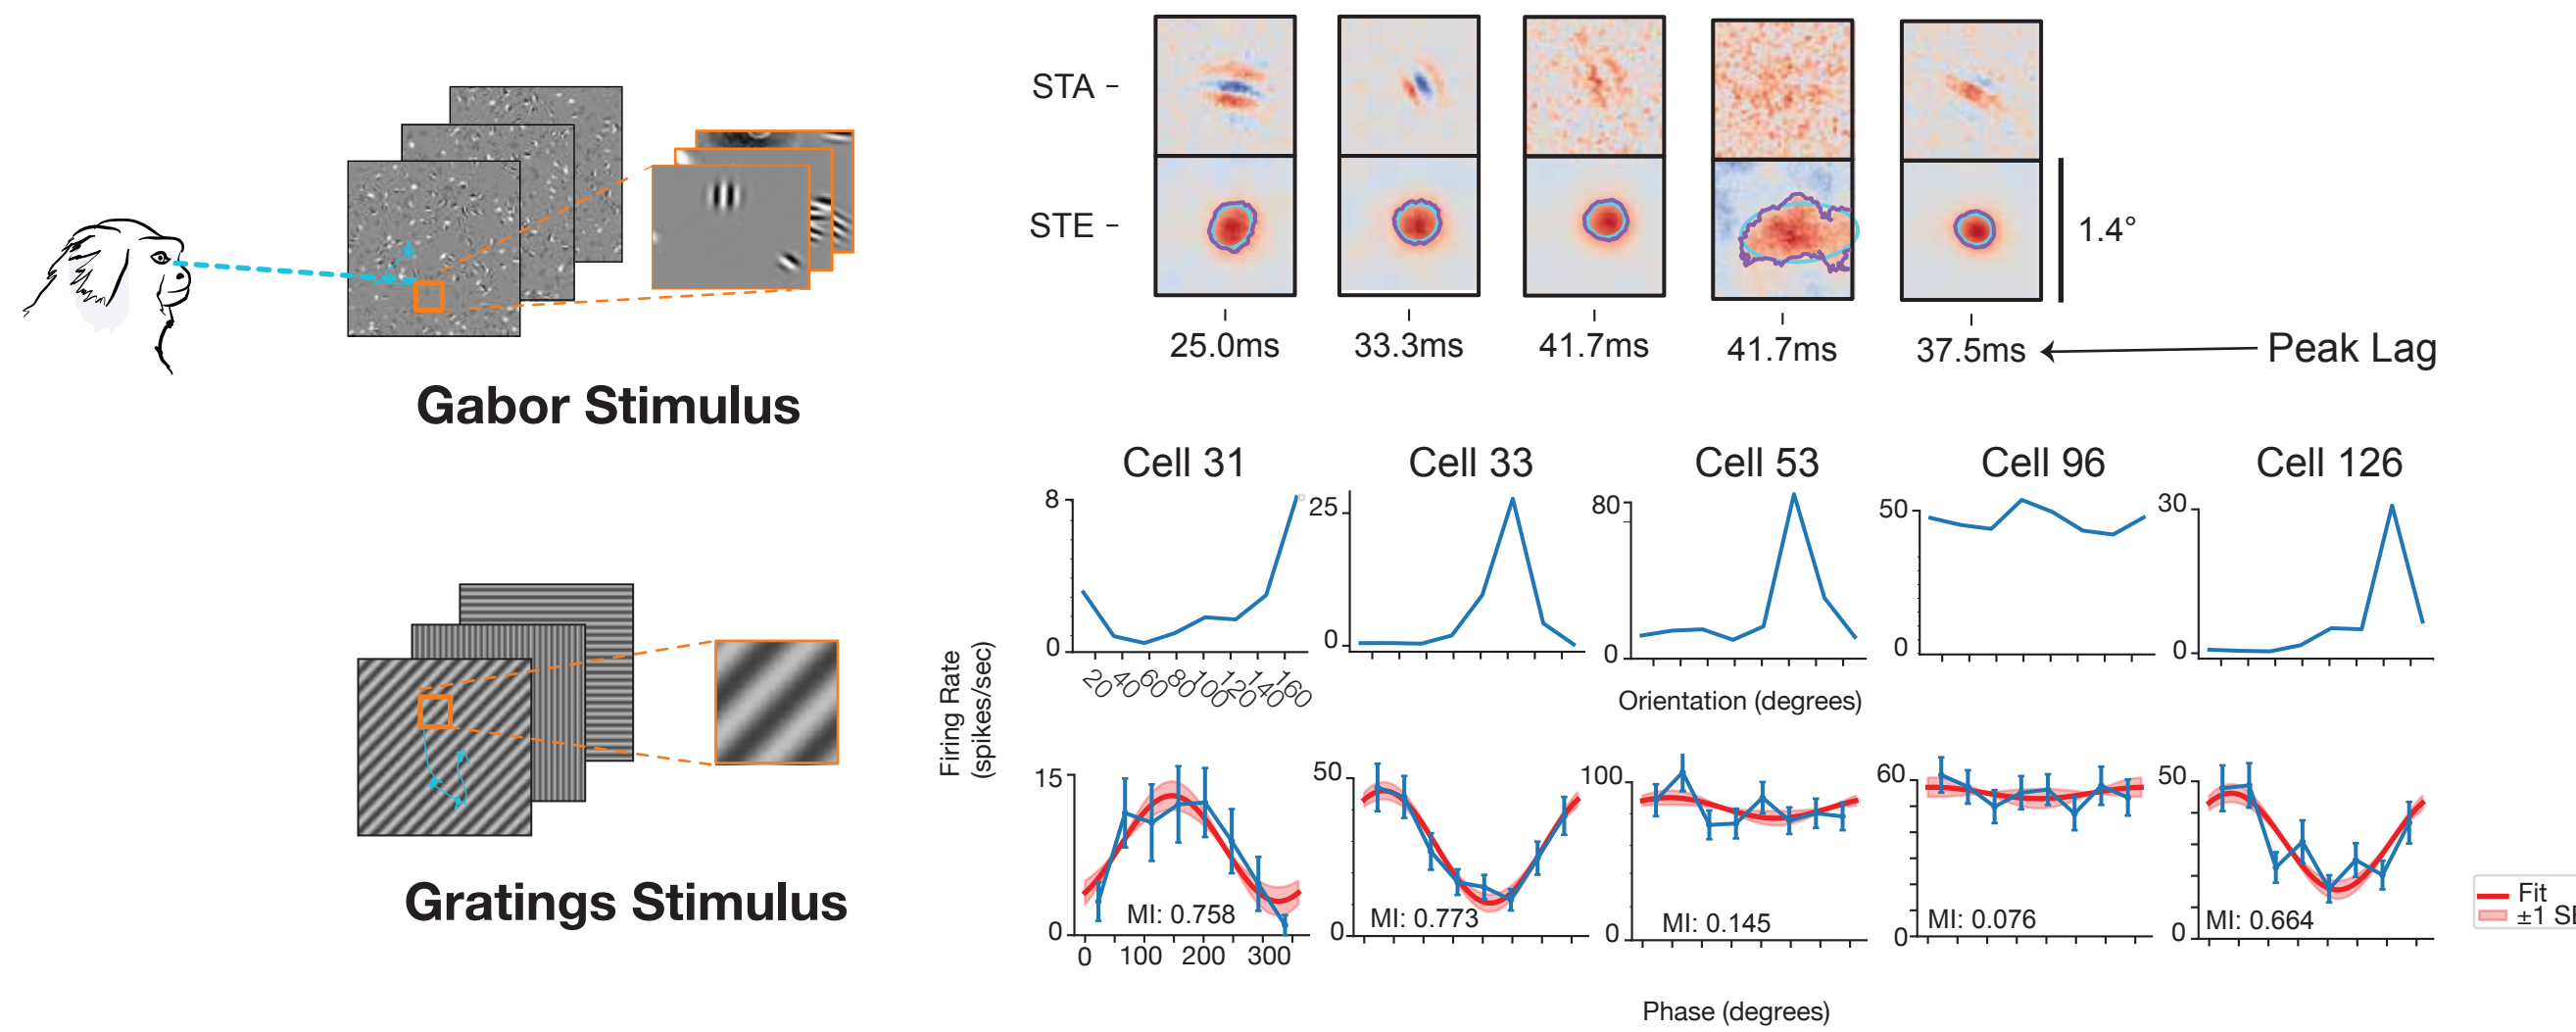 STA
STE
1.4°
25.0ms
33.3ms
41.7ms
41.7ms
37.5ms
Peak Lag
Gabor Stimulus
Cell 31
Cell 33
Cell 53
Cell 96
Cell 126
8
0
25
0
80
0
50
0
30
0
20
40
60
80
100
120
140
160
Orientation (degrees)
Firing Rate
(spikes/sec)
Gratings Stimulus
15
0
MI: 0.758
0
100
200
300
50
0
MI: 0.773
100
0
MI: 0.145
60
0
MI: 0.076
50
0
MI: 0.664
Fit
±1 SE
Phase (degrees)